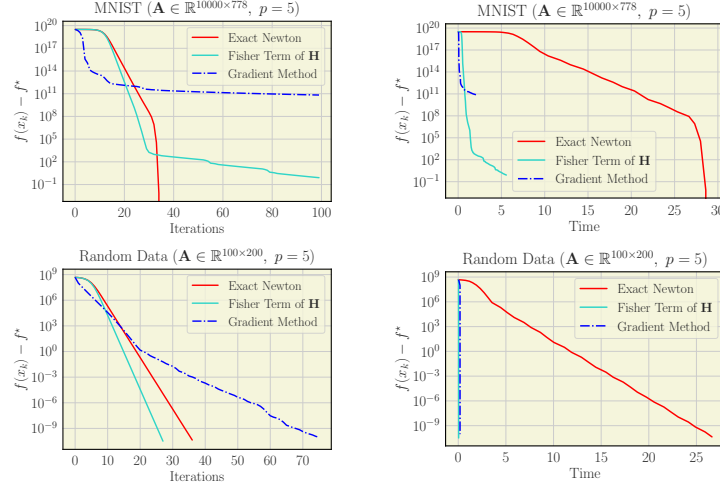 MNIST (A ∈ ℝ^{10000×778}, p = 5)
f(x_k) − f*
10^20
10^17
10^14
10^11
10^8
10^5
10^2
10^−1
Exact Newton
Fisher Term of H
Gradient Method
0 20 40 60 80 100
Iterations
MNIST (A ∈ ℝ^{10000×778}, p = 5)
f(x_k) − f*
10^20
10^17
10^14
10^11
10^8
10^5
10^2
10^−1
Exact Newton
Fisher Term of H
Gradient Method
0 5 10 15 20 25 30
Time
Random Data (A ∈ ℝ^{100×200}, p = 5)
f(x_k) − f*
10^9
10^6
10^3
10^0
10^−3
10^−6
10^−9
Exact Newton
Fisher Term of H
Gradient Method
0 10 20 30 40 50 60 70
Iterations
Random Data (A ∈ ℝ^{100×200}, p = 5)
f(x_k) − f*
10^9
10^6
10^3
10^0
10^−3
10^−6
10^−9
Exact Newton
Fisher Term of H
Gradient Method
0 5 10 15 20 25
Time